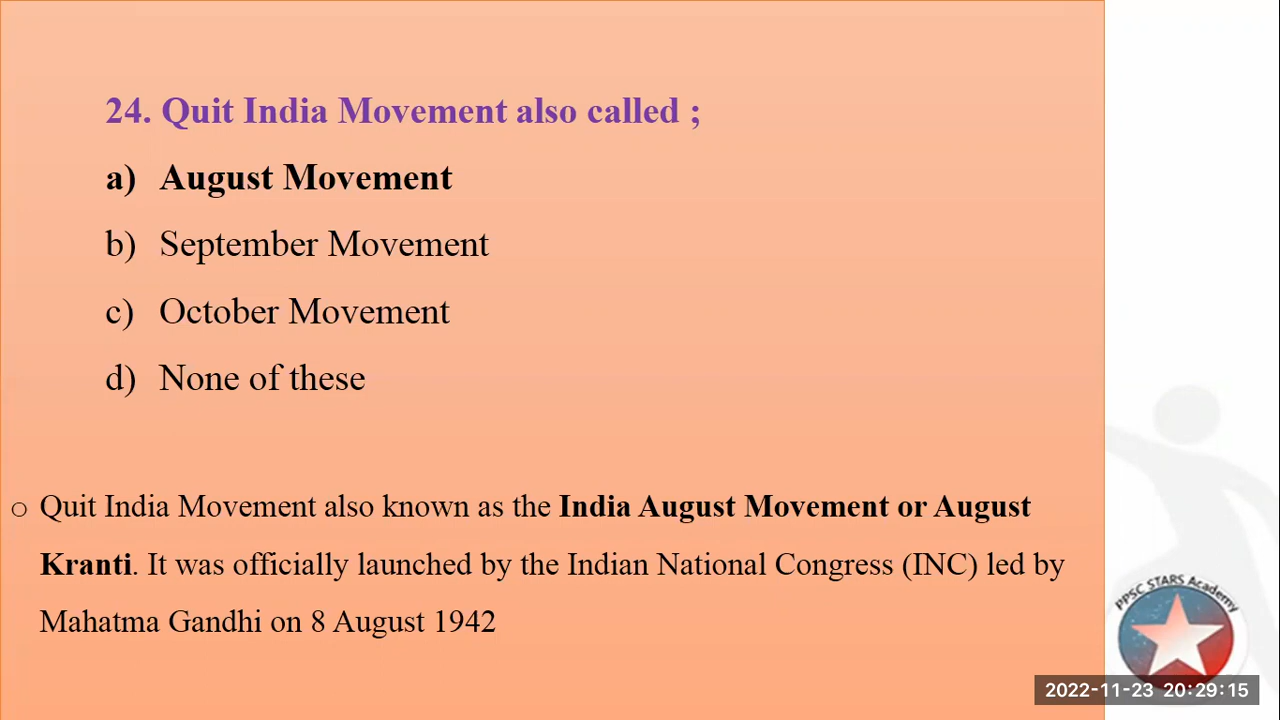 24. Quit India Movement also called ;
a) August Movement
b) September Movement
c) October Movement
d) None of these
○ Quit India Movement also known as the India August Movement or August
Kranti. It was officially launched by the Indian National Congress (INC) led by
Mahatma Gandhi on 8 August 1942
PPSC STARS Academy
2022-11-23 20:29:15